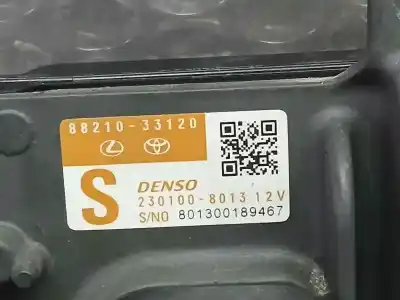 88210-33120
S
DENSO
230100-8013 12V
S/NO 801300189467